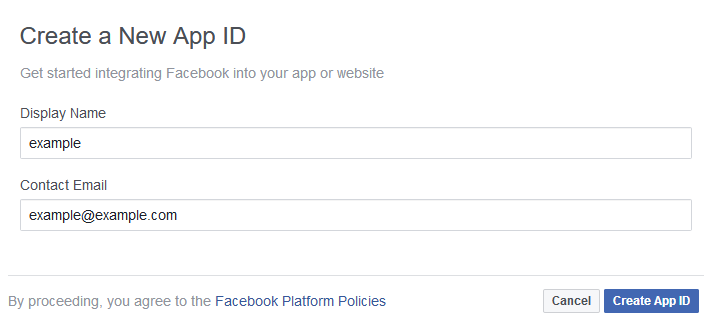 Create a New App ID
Get started integrating Facebook into your app or website
Display Name
example
Contact Email
example@example.com
By proceeding, you agree to the Facebook Platform Policies
Cancel
Create App ID